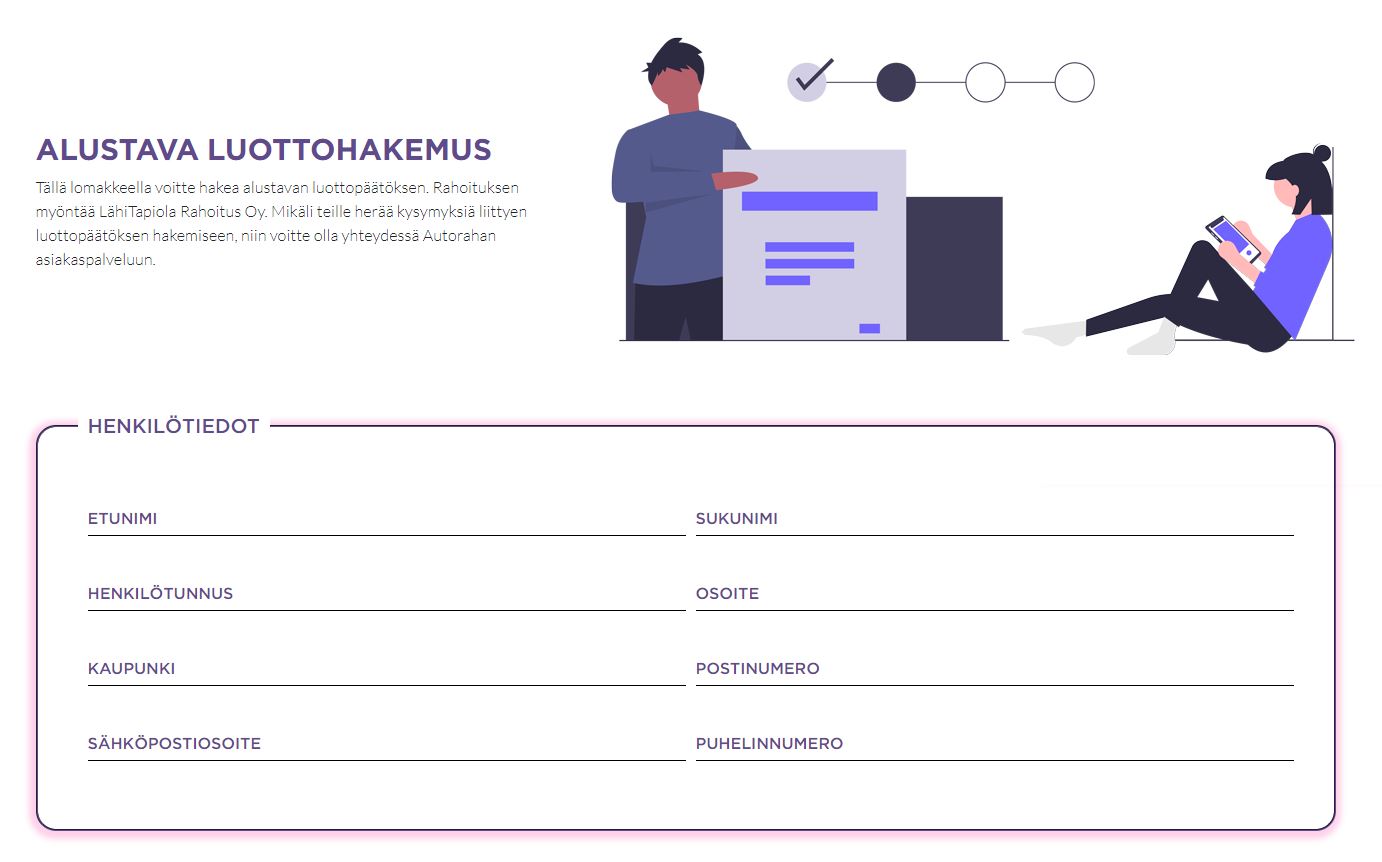 ALUSTAVA LUOTTOHAKEMUS
Tällä lomakkeella voitte hakea alustavan luottopäätöksen. Rahoituksen
myöntää LähiTapiola Rahoitus Oy. Mikäli teille herää kysymyksiä liittyen
luottopäätöksen hakemiseen, niin voitte olla yhteydessä Autorahan
asiakaspalveluun.
HENKILÖTIEDOT
ETUNIMI
SUKUNIMI
HENKILÖTUNNUS
OSOITE
KAUPUNKI
POSTINUMERO
SÄHKÖPOSTIOSOITE
PUHELINNUMERO